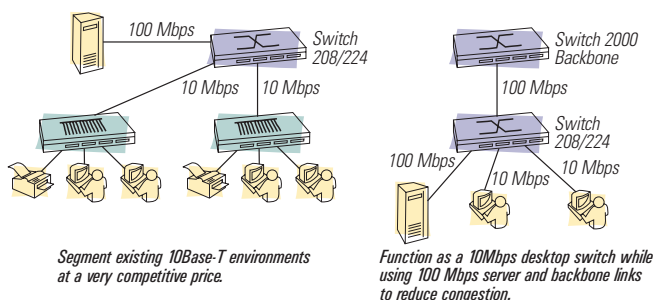 100 Mbps
Switch
208/224
10 Mbps
10 Mbps
Segment existing 10Base-T environments
at a very competitive price.
Switch 2000
Backbone
100 Mbps
Switch
208/224
100 Mbps
10 Mbps
10 Mbps
Function as a 10Mbps desktop switch while
using 100 Mbps server and backbone links
to reduce congestion.